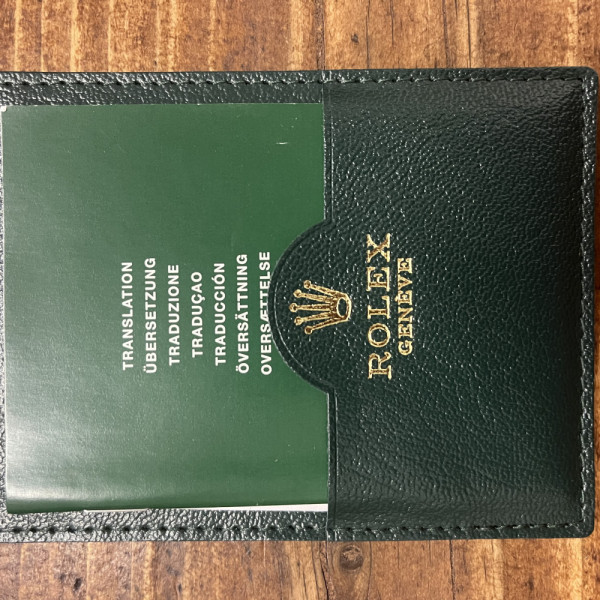 TRANSLATION
ÜBERSETZUNG
TRADUZIONE
TRADUÇAO
TRADUCCIÓN
ÖVERSÄTTNING
OVERSÆTTELSE
ROLEX
GENÈVE